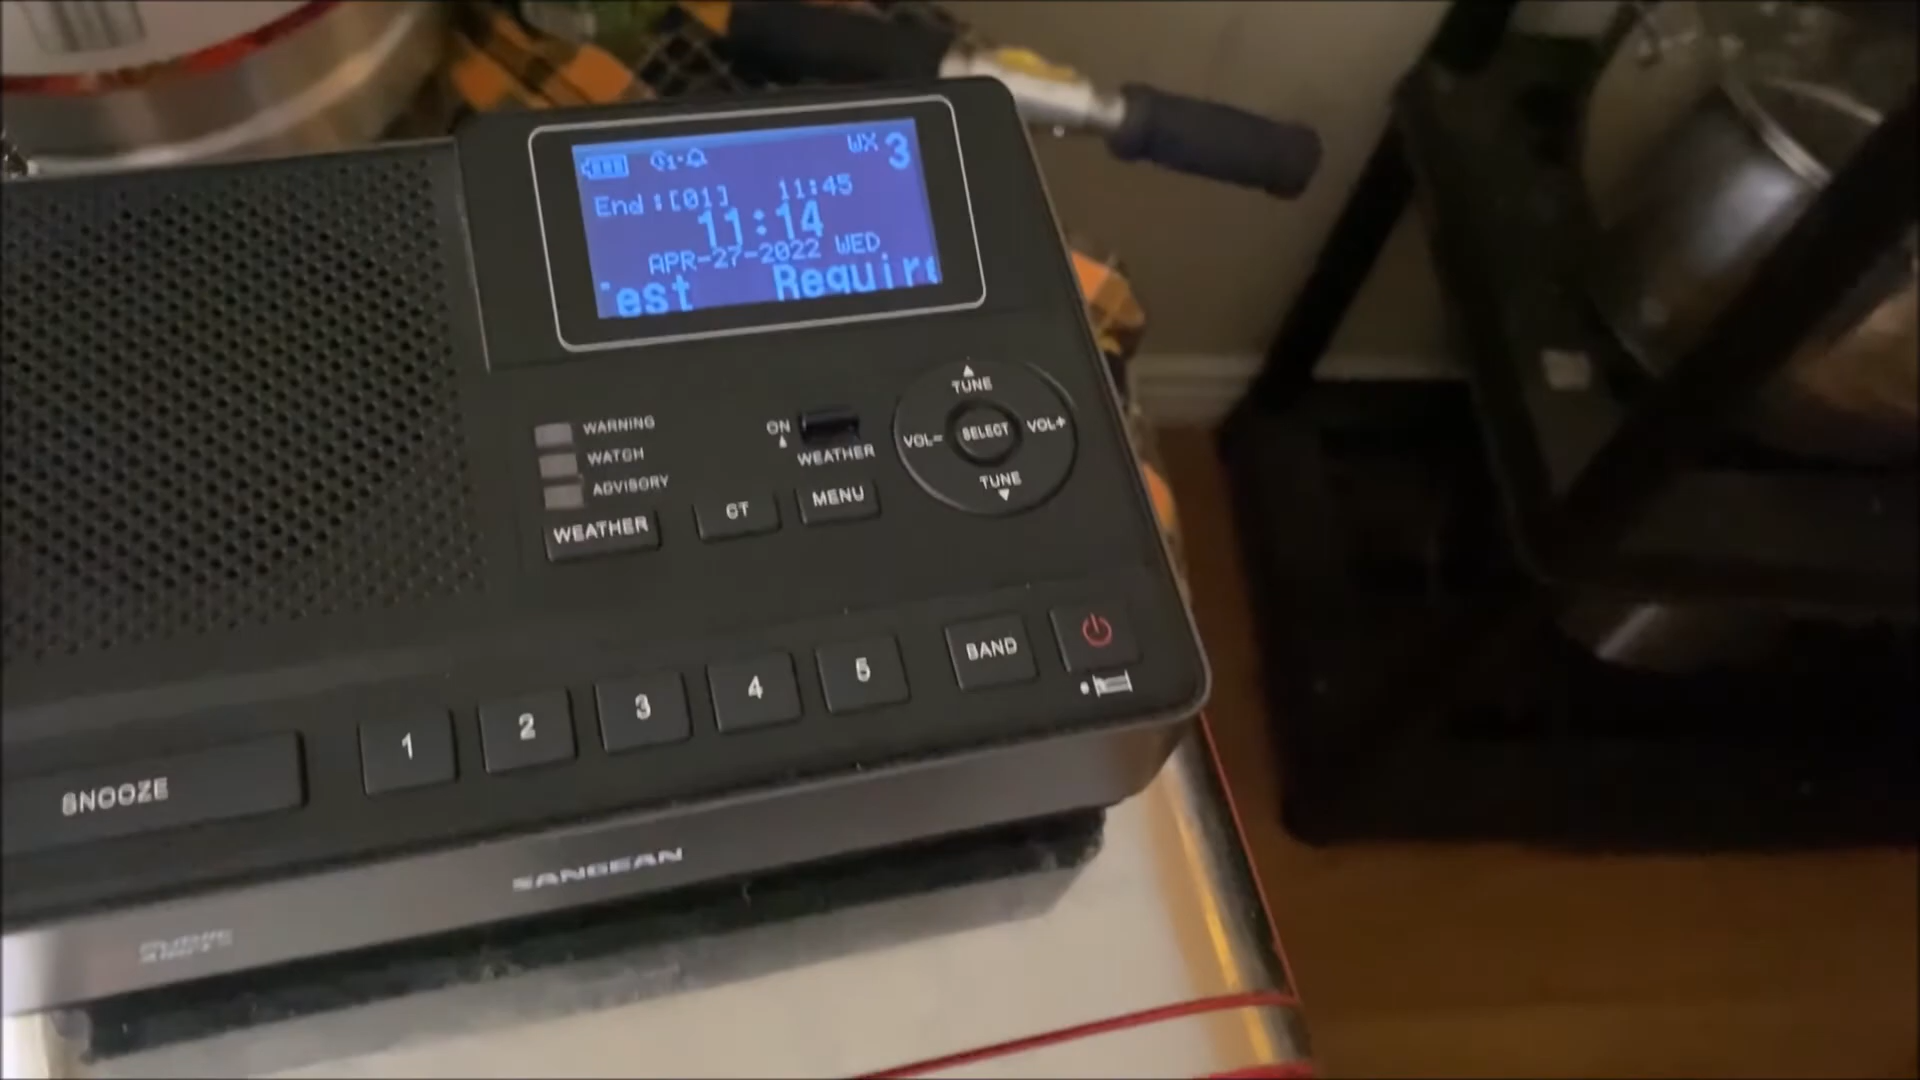 WX 3
End:[01] 11:45
11:14
APR-27-2022 WED
est Requir
WARNING
WATCH
ADVISORY
WEATHER
ON
WEATHER
CT
MENU
TUNE
VOL-
SELECT
VOL+
TUNE
SNOOZE
1
2
3
4
5
BAND
SANGEAN